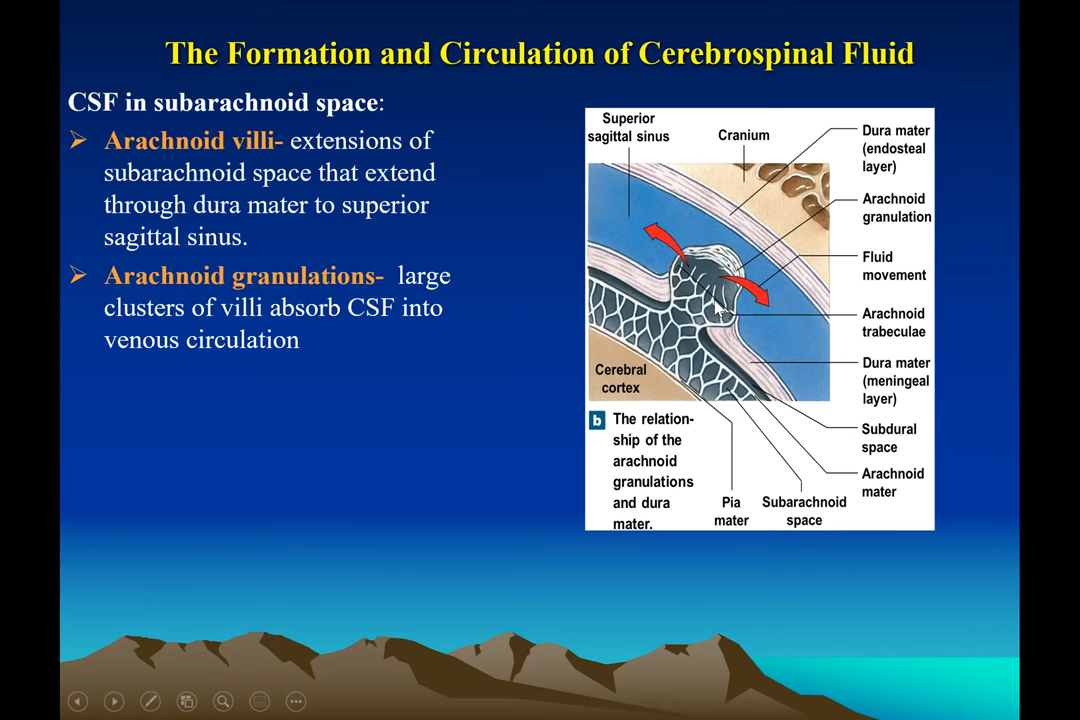 The Formation and Circulation of Cerebrospinal Fluid
CSF in subarachnoid space:
Arachnoid villi- extensions of
subarachnoid space that extend
through dura mater to superior
sagittal sinus.
Arachnoid granulations- large
clusters of villi absorb CSF into
venous circulation
Superior
sagittal sinus
Cranium
Dura mater
(endosteal
layer)
Arachnoid
granulation
Fluid
movement
Arachnoid
trabeculae
Dura mater
(meningeal
layer)
Subdural
space
Arachnoid
mater
Cerebral
cortex
Pia
mater
Subarachnoid
space
b The relation-
ship of the
arachnoid
granulations
and dura
mater.